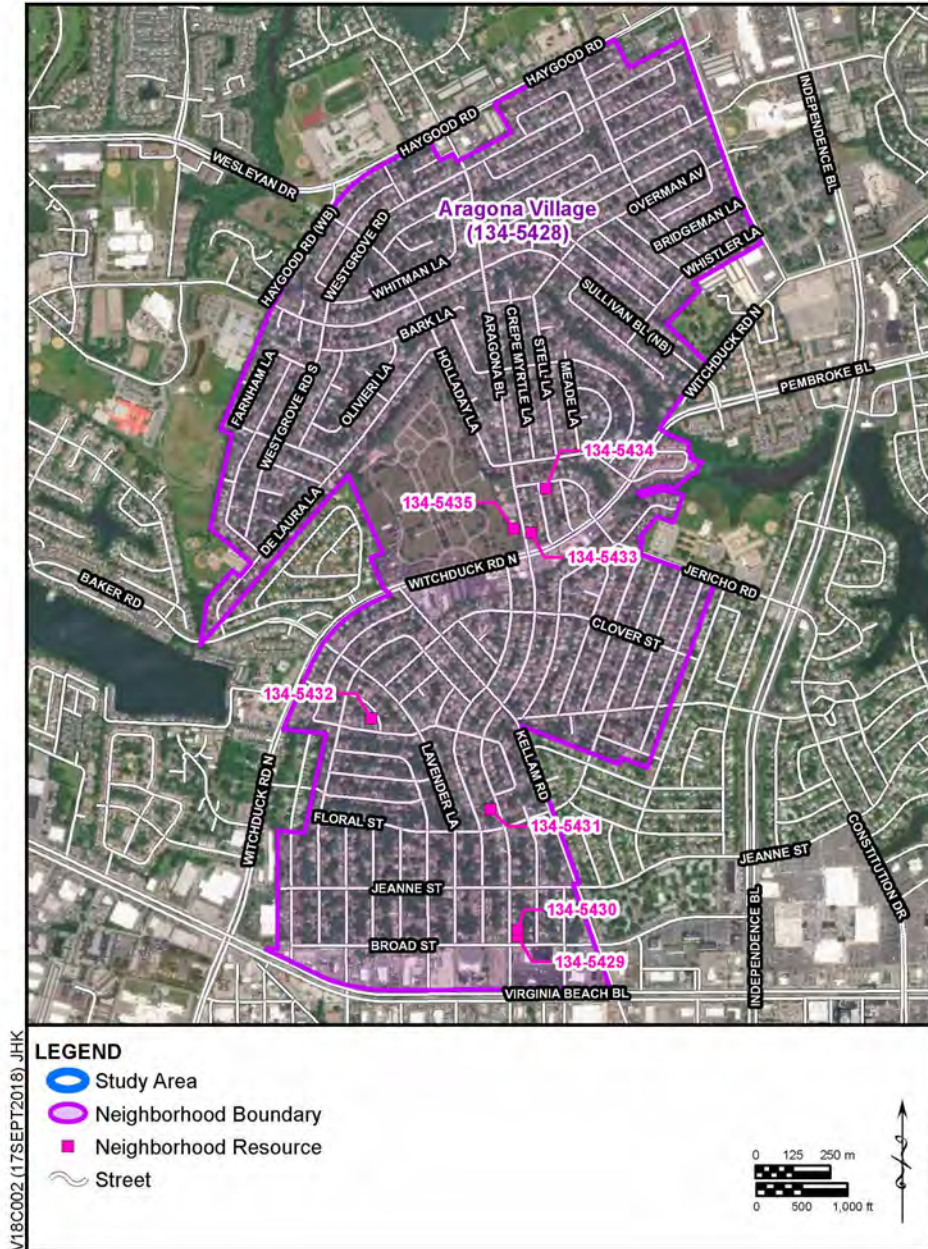 HAYGOOD RD
HAYGOOD RD
INDEPENDENCE BL
WESLEYAN DR
OVERMAN AV
Aragona Village
(134-5428)
BRIDGEMAN LA
WESTGROVE RD
HAYGOOD RD (WB)
WHISTLER LA
WHITMAN LA
SULLIVAN BL (NB)
BARK LA
CREPE MYRTLE LA
ARAGONA BL
STELL LA
MEADE LA
HOLLADAY LA
WITCHDUCK RD N
PEMBROKE BL
FARNHAM LA
OLIVIERI LA
WESTGROVE RD S
134-5434
134-5435
DE LAURA LA
134-5433
WITCHDUCK RD N
JERICHO RD
BAKER RD
CLOVER ST
134-5432
KELLAM RD
LAVENDER LA
WITCHDUCK RD N
FLORAL ST
134-5431
CONSTITUTION DR
JEANNE ST
JEANNE ST
134-5430
INDEPENDENCE BL
BROAD ST
134-5429
VIRGINIA BEACH BL
V18C002 (17SEPT2018) JHK
LEGEND
Study Area
Neighborhood Boundary
Neighborhood Resource
Street
0 125 250 m
0 500 1,000 ft